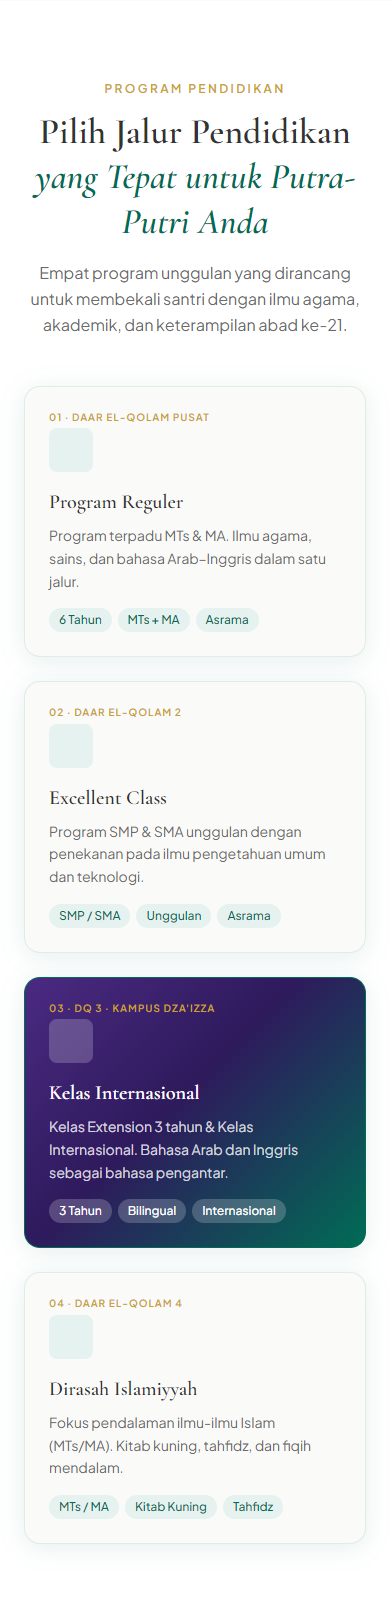 PROGRAM PENDIDIKAN
Pilih Jalur Pendidikan
yang Tepat untuk Putra-
Putri Anda
Empat program unggulan yang dirancang
untuk membekali santri dengan ilmu agama,
akademik, dan keterampilan abad ke-21.
01 · DAAR EL-QOLAM PUSAT
Program Reguler
Program terpadu MTs & MA. Ilmu agama,
sains, dan bahasa Arab–Inggris dalam satu
jalur.
6 Tahun
MTs + MA
Asrama
02 · DAAR EL-QOLAM 2
Excellent Class
Program SMP & SMA unggulan dengan
penekanan pada ilmu pengetahuan umum
dan teknologi.
SMP / SMA
Unggulan
Asrama
03 · DQ 3 · KAMPUS DZA'IZZA
Kelas Internasional
Kelas Extension 3 tahun & Kelas
Internasional. Bahasa Arab dan Inggris
sebagai bahasa pengantar.
3 Tahun
Bilingual
Internasional
04 · DAAR EL-QOLAM 4
Dirasah Islamiyyah
Fokus pendalaman ilmu-ilmu Islam
(MTs/MA). Kitab kuning, tahfidz, dan fiqih
mendalam.
MTs / MA
Kitab Kuning
Tahfidz